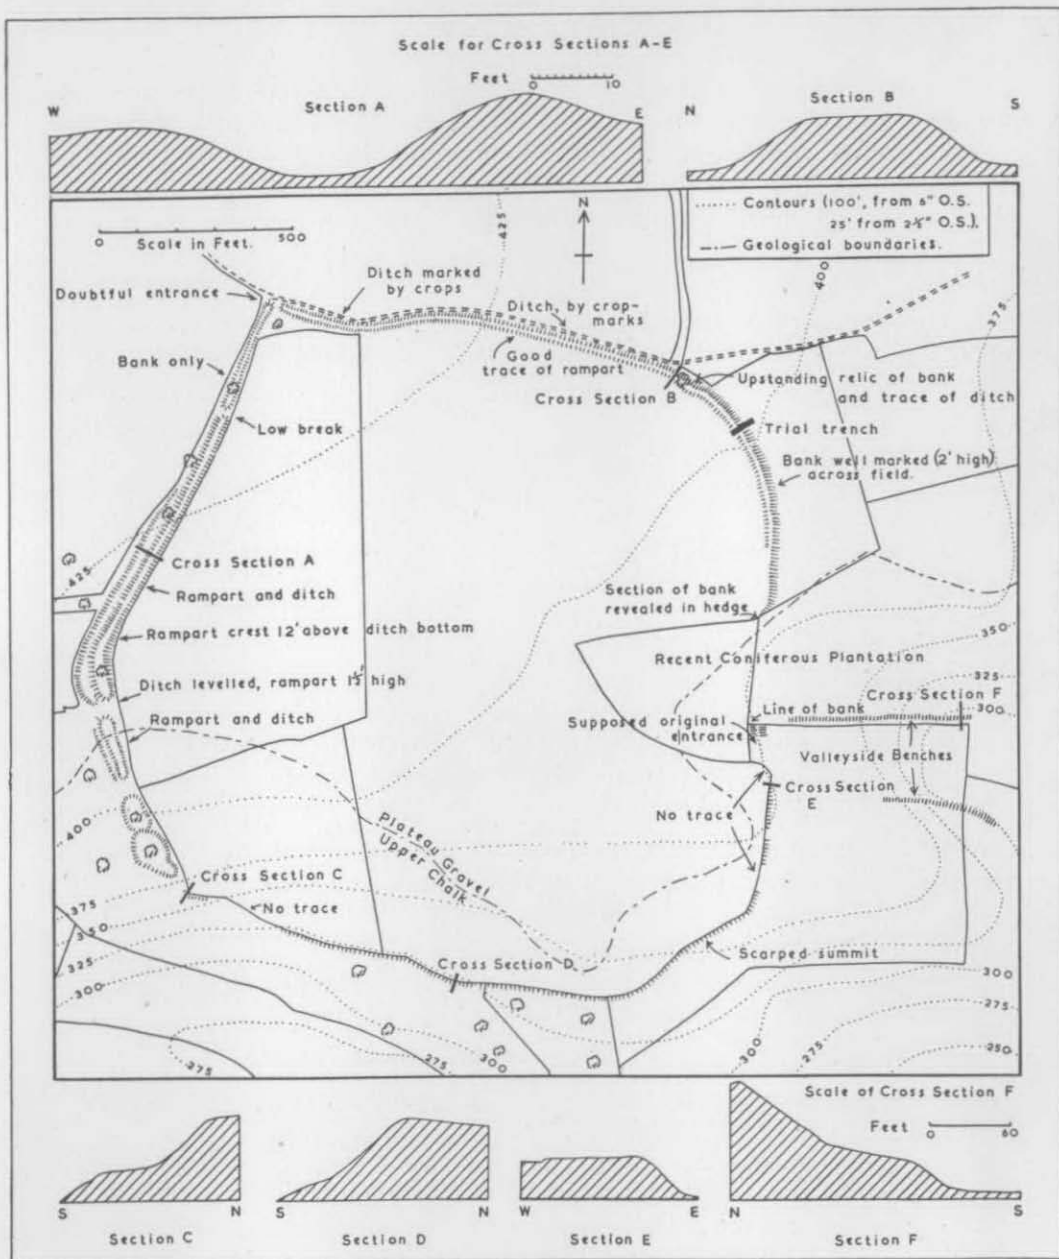 Scale for Cross Sections A-E
Feet
0 10
Section A
Section B
W
E
N
S
Contours (100', from 6" O.S.
25' from 2½" O.S.).
Geological boundaries.
N
425
0 500
Scale in Feet.
400
375
Ditch marked
by crops
Doubtful entrance
Ditch, by crop-
marks
Bank only
Good
trace of rampart
Cross Section B
Upstanding relic of bank
and trace of ditch
Low break
Trial trench
Bank well marked (2' high)
across field.
425
Cross Section A
Rampart and ditch
Section of bank
revealed in hedge
Rampart crest 12' above ditch bottom
350
Recent Coniferous Plantation
325
Ditch levelled, rampart 1½' high
Cross Section F
300
Line of bank
Rampart and ditch
Supposed original
entrance
Valleyside Benches
Cross Section
E
No trace
400
Plateau Gravel
Upper Chalk
Cross Section C
375
No trace
350
Scarped summit
325
Cross Section D
300
300
275
275
275
300
300
275
250
Scale of Cross Section F
Feet
0 60
S
N
S
N
W
E
N
S
Section C
Section D
Section E
Section F